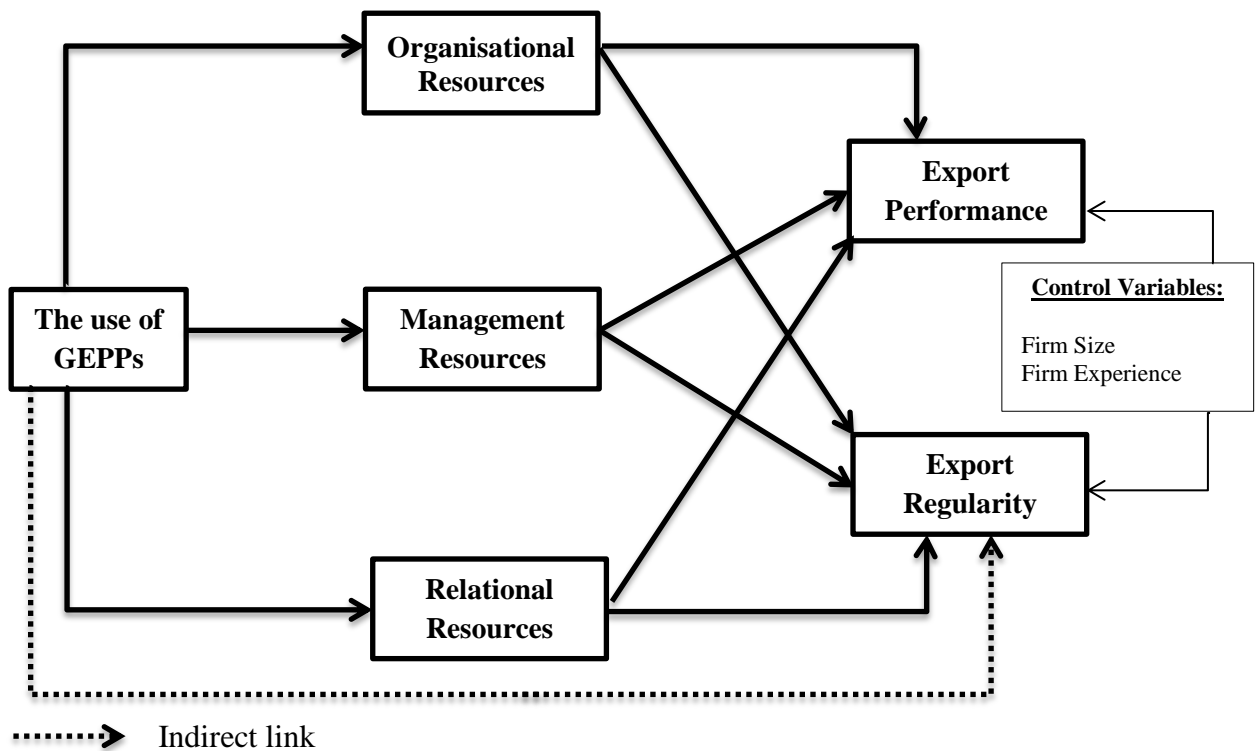 Organisational
Resources
Export
Performance
Control Variables:
Firm Size
Firm Experience
The use of
GEPPs
Management
Resources
Export
Regularity
Relational
Resources
Indirect link